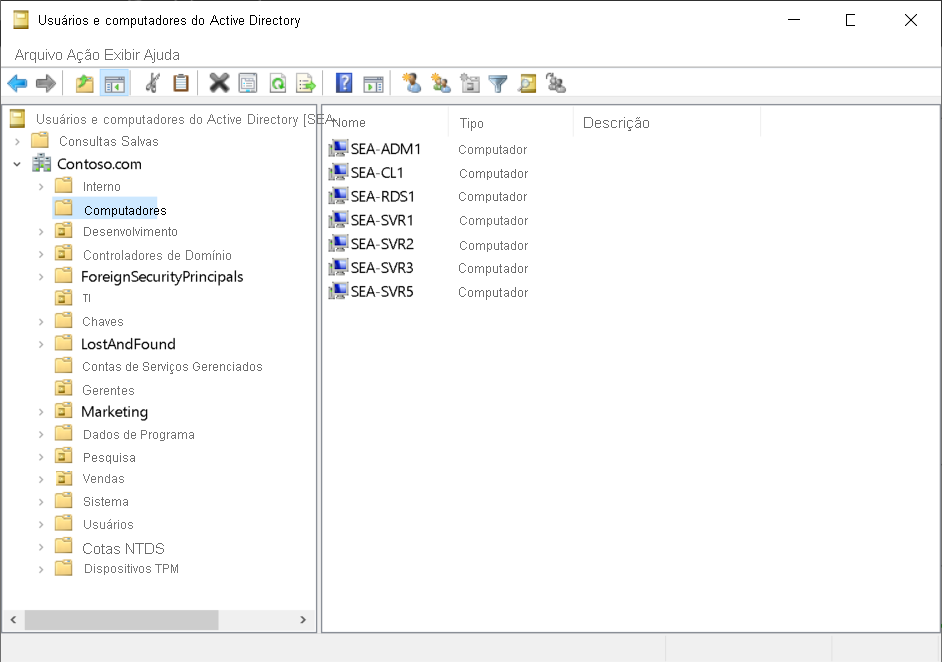 Usuários e computadores do Active Directory
Arquivo Ação Exibir Ajuda
Usuários e computadores do Active Directory [SEA
Consultas Salvas
Contoso.com
Interno
Computadores
Desenvolvimento
Controladores de Domínio
ForeignSecurityPrincipals
TI
Chaves
LostAndFound
Contas de Serviços Gerenciados
Gerentes
Marketing
Dados de Programa
Pesquisa
Vendas
Sistema
Usuários
Cotas NTDS
Dispositivos TPM
Nome Tipo Descrição
SEA-ADM1 Computador
SEA-CL1 Computador
SEA-RDS1 Computador
SEA-SVR1 Computador
SEA-SVR2 Computador
SEA-SVR3 Computador
SEA-SVR5 Computador